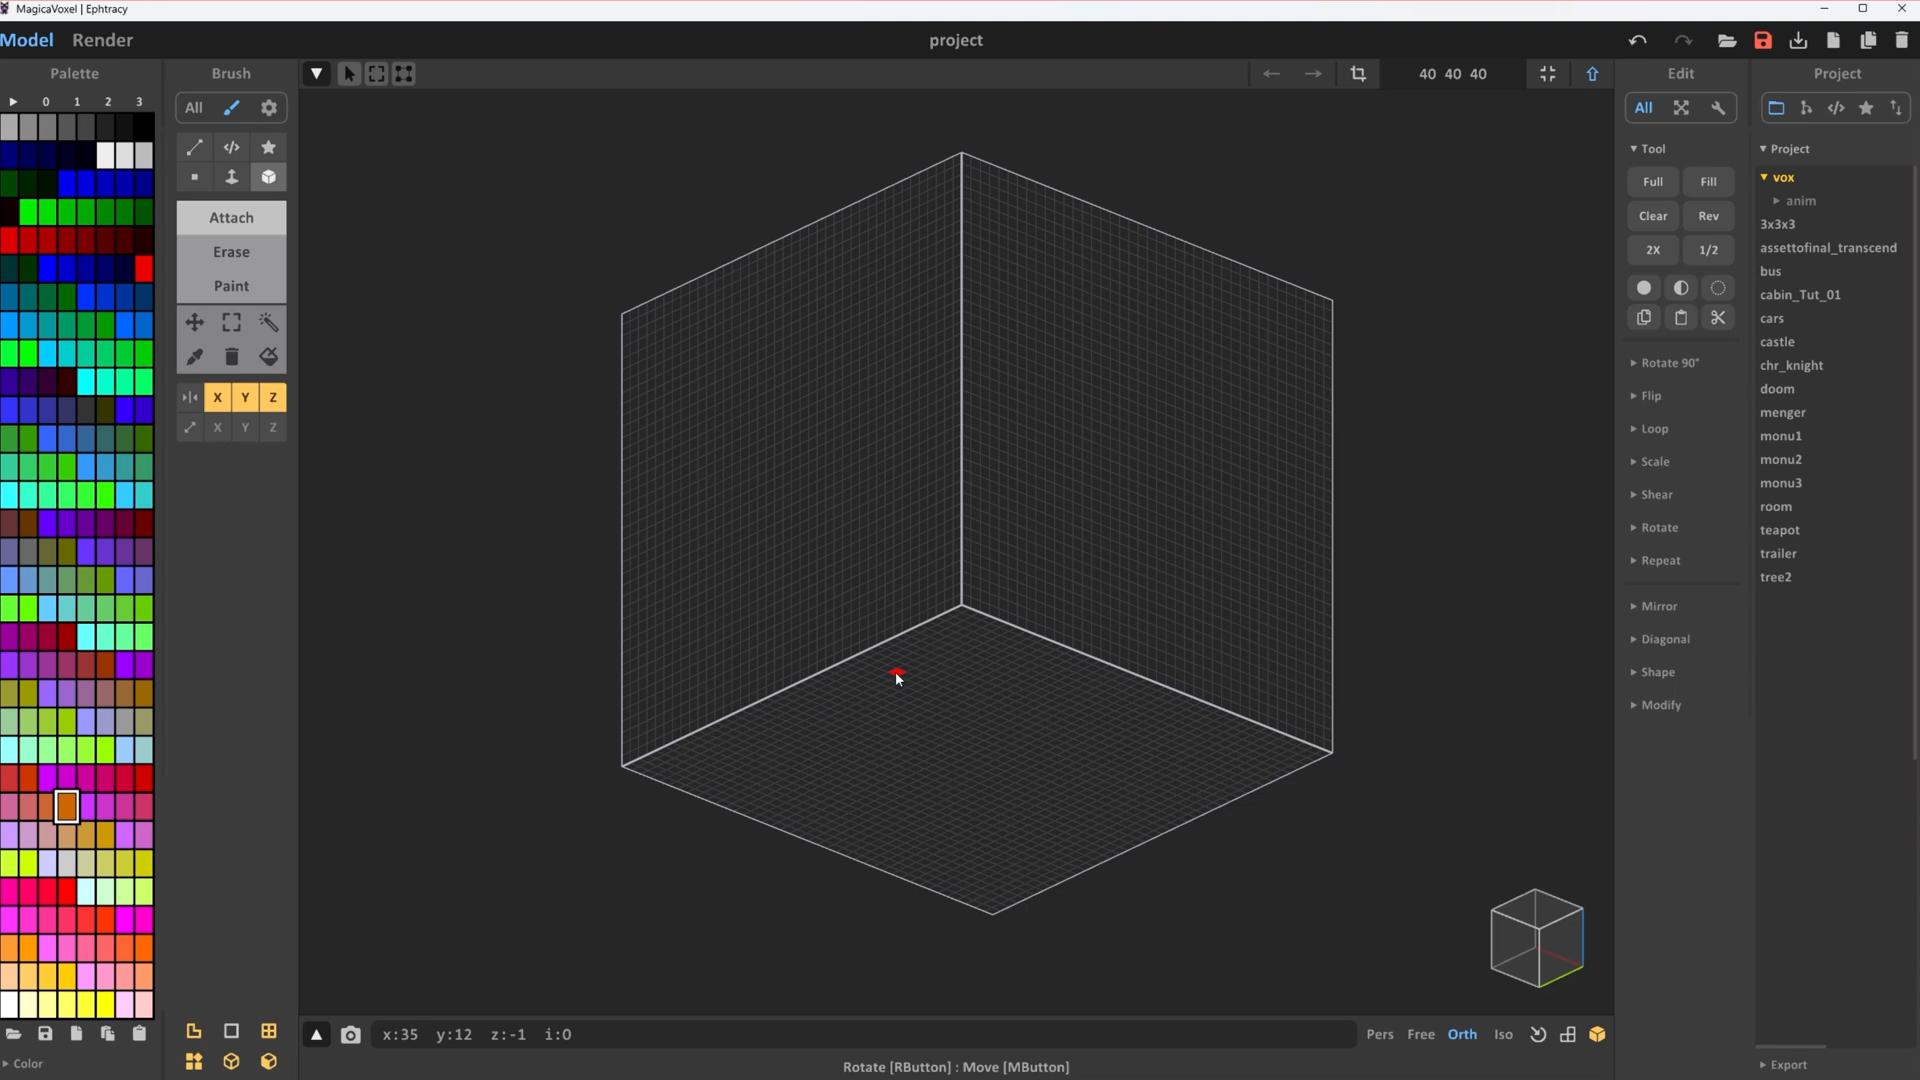 MagicaVoxel | Ephtracy
Model Render
project
Palette
Brush
40 40 40
Edit
Project
0 1 2 3
All
All
Attach
Erase
Paint
X Y Z
X Y Z
Tool
Full Fill
Clear Rev
2X 1/2
Rotate 90°
Flip
Loop
Scale
Shear
Rotate
Repeat
Mirror
Diagonal
Shape
Modify
Project
vox
anim
3x3x3
assettofinal_transcend
bus
cabin_Tut_01
cars
castle
chr_knight
doom
menger
monu1
monu2
monu3
room
teapot
trailer
tree2
Color
x:35 y:12 z:-1 i:0
Pers Free Orth Iso
Rotate [RButton] : Move [MButton]
Export